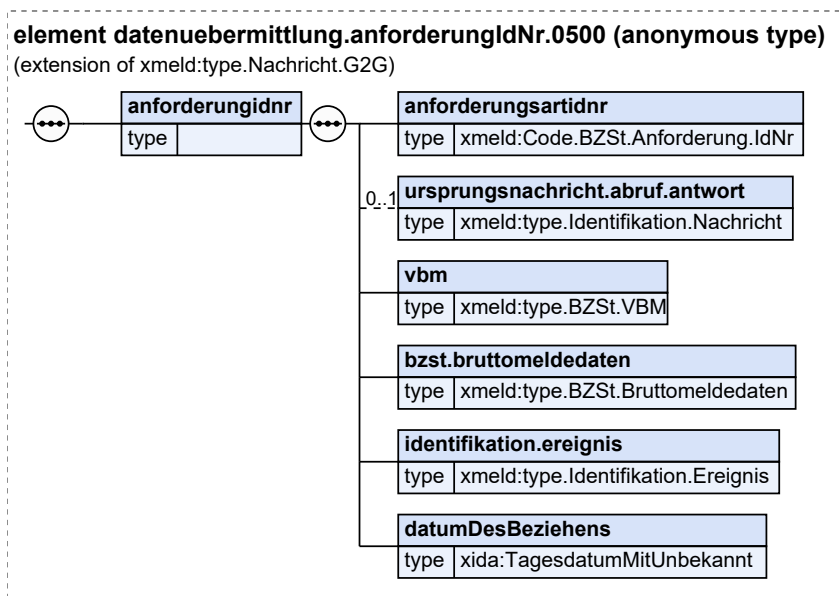 element datenuebermittlung.anforderungIdNr.0500 (anonymous type)
(extension of xmeld:type.Nachricht.G2G)
anforderungidnr
type
anforderungsartidnr
type xmeld:Code.BZSt.Anforderung.IdNr
0..1
ursprungsnachricht.abruf.antwort
type xmeld:type.Identifikation.Nachricht
vbm
type xmeld:type.BZSt.VBM
bzst.bruttomeldedaten
type xmeld:type.BZSt.Bruttomeldedaten
identifikation.ereignis
type xmeld:type.Identifikation.Ereignis
datumDesBeziehens
type xida:TagesdatumMitUnbekannt